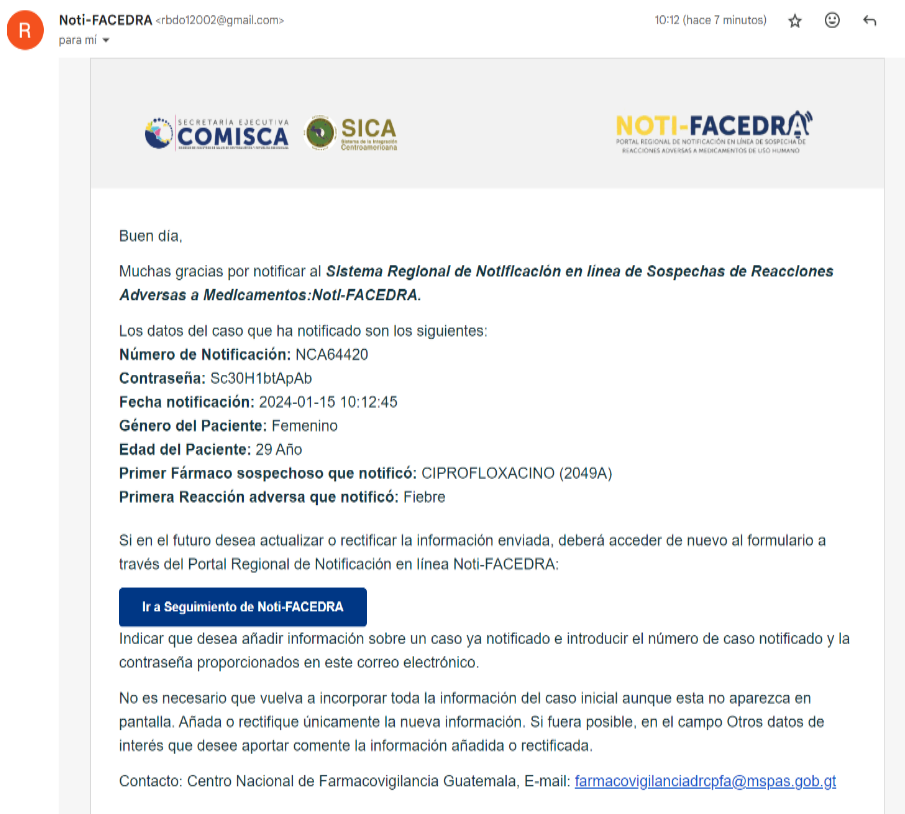 R
Noti-FACEDRA <rbdo12002@gmail.com>
10:12 (hace 7 minutos)
para mí
SECRETARÍA EJECUTIVA
COMISCA
SICA
Sistema de la Integración
Centroamericana
NOTI-FACEDRA
PORTAL REGIONAL DE NOTIFICACIÓN EN LÍNEA DE SOSPECHA DE
REACCIONES ADVERSAS A MEDICAMENTOS DE USO HUMANO
Buen día,
Muchas gracias por notificar al Sistema Regional de Notificación en línea de Sospechas de Reacciones
Adversas a Medicamentos:Noti-FACEDRA.
Los datos del caso que ha notificado son los siguientes:
Número de Notificación: NCA64420
Contraseña: Sc30H1btApAb
Fecha notificación: 2024-01-15 10:12:45
Género del Paciente: Femenino
Edad del Paciente: 29 Año
Primer Fármaco sospechoso que notificó: CIPROFLOXACINO (2049A)
Primera Reacción adversa que notificó: Fiebre
Si en el futuro desea actualizar o rectificar la información enviada, deberá acceder de nuevo al formulario a
través del Portal Regional de Notificación en línea Noti-FACEDRA:
Ir a Seguimiento de Noti-FACEDRA
Indicar que desea añadir información sobre un caso ya notificado e introducir el número de caso notificado y la
contraseña proporcionados en este correo electrónico.
No es necesario que vuelva a incorporar toda la información del caso inicial aunque esta no aparezca en
pantalla. Añada o rectifique únicamente la nueva información. Si fuera posible, en el campo Otros datos de
interés que desee aportar comente la información añadida o rectificada.
Contacto: Centro Nacional de Farmacovigilancia Guatemala, E-mail: farmacovigilanciadrcpfa@mspas.gob.gt